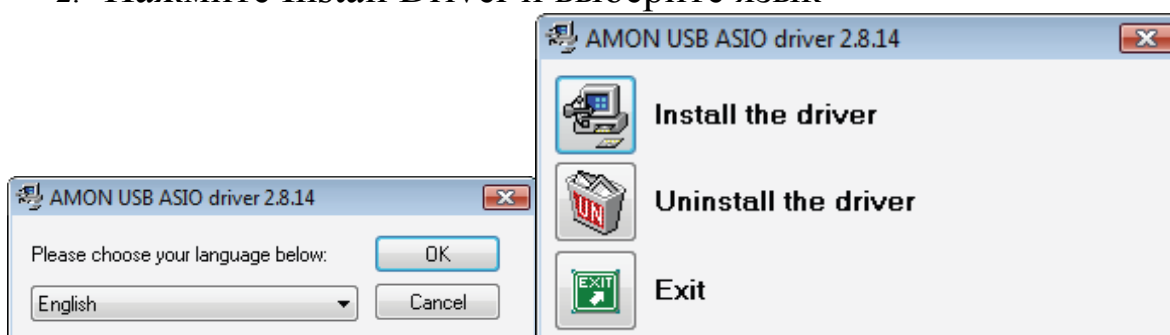 2. Нажмите Install Driver и выберите язык
AMON USB ASIO driver 2.8.14
Install the driver
Uninstall the driver
Exit
AMON USB ASIO driver 2.8.14
Please choose your language below:
OK
English
Cancel